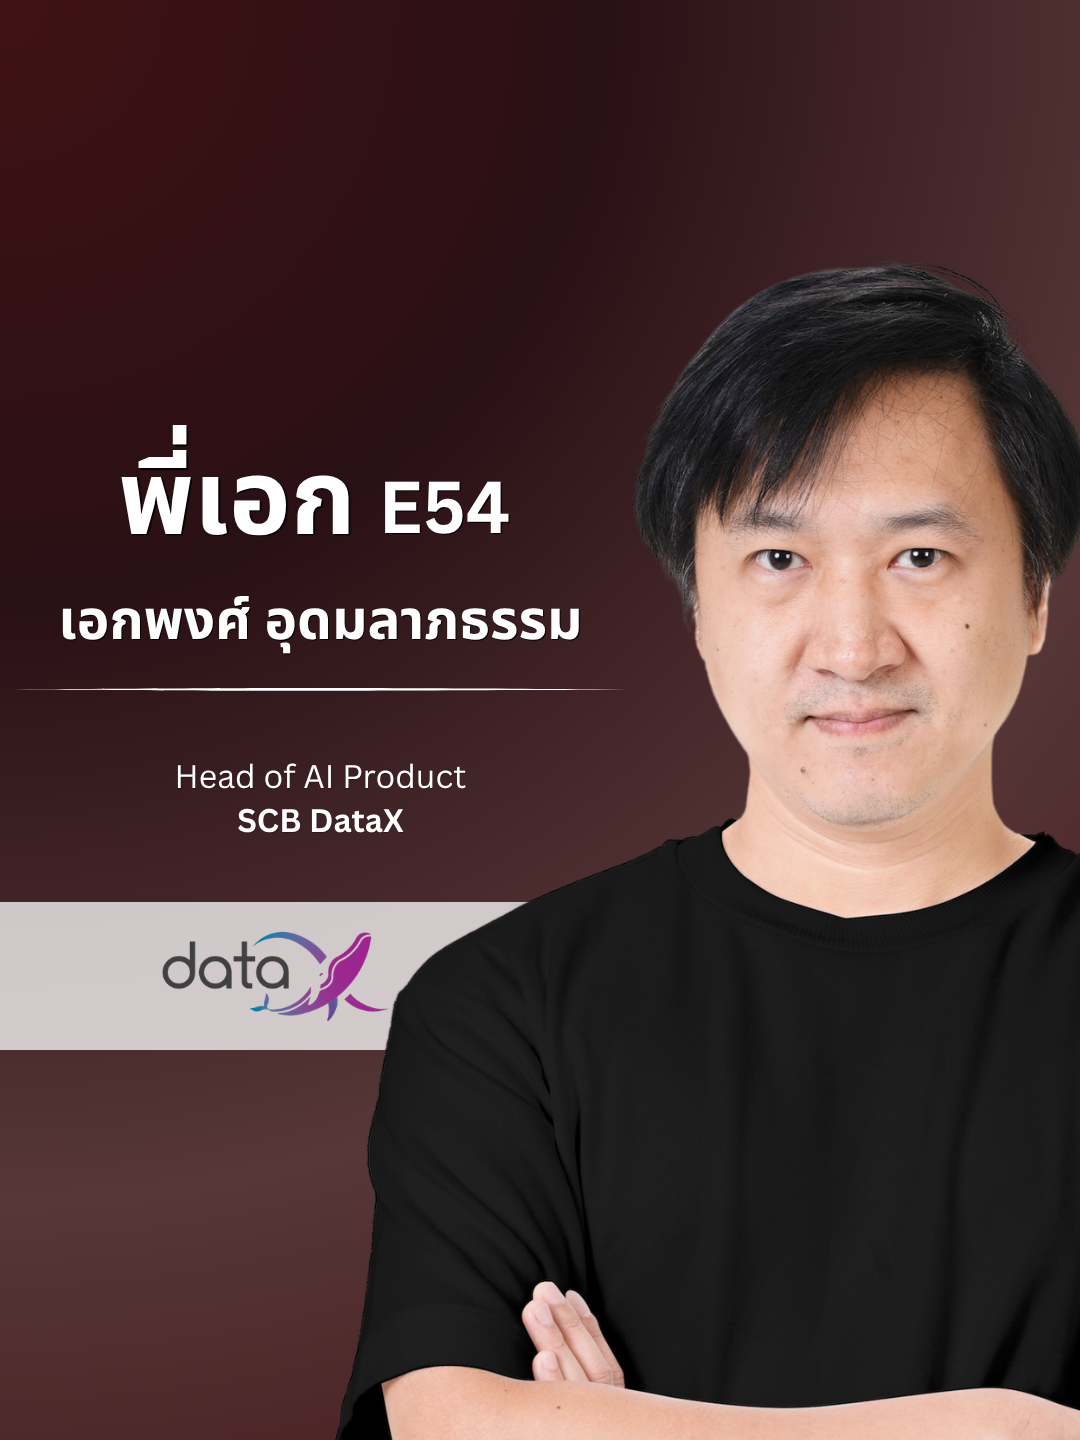 พี่เอก E54
เอกพงศ์ อุดมลาภธรรม
Head of AI Product
SCB DataX
data X